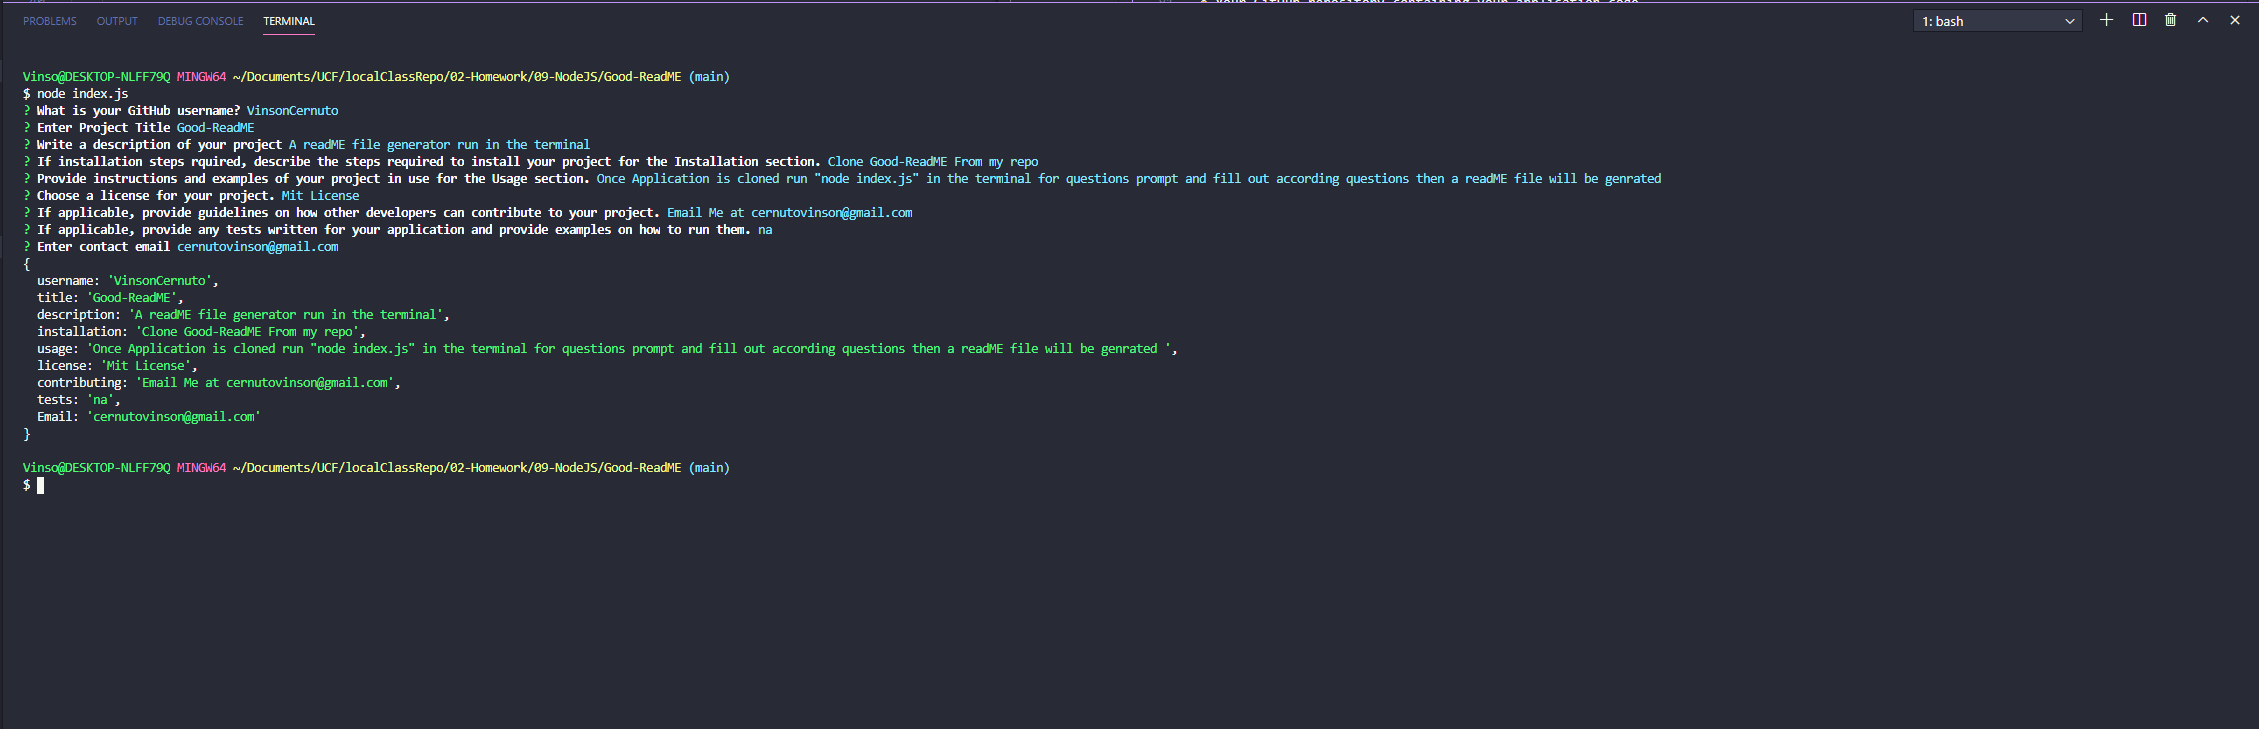 Your GitHub repository containing your application code
PROBLEMS OUTPUT DEBUG CONSOLE TERMINAL 1: bash
Vinso@DESKTOP-NLFF79Q MINGW64 ~/Documents/UCF/localClassRepo/02-Homework/09-NodeJS/Good-ReadME (main)
$ node index.js
? What is your GitHub username? VinsonCernuto
? Enter Project Title Good-ReadME
? Write a description of your project A readME file generator run in the terminal
? If installation steps rquired, describe the steps required to install your project for the Installation section. Clone Good-ReadME From my repo
? Provide instructions and examples of your project in use for the Usage section. Once Application is cloned run "node index.js" in the terminal for questions prompt and fill out according questions then a readME file will be genrated
? Choose a license for your project. Mit License
? If applicable, provide guidelines on how other developers can contribute to your project. Email Me at cernutovinson@gmail.com
? If applicable, provide any tests written for your application and provide examples on how to run them. na
? Enter contact email cernutovinson@gmail.com
{
  username: 'VinsonCernuto',
  title: 'Good-ReadME',
  description: 'A readME file generator run in the terminal',
  installation: 'Clone Good-ReadME From my repo',
  usage: 'Once Application is cloned run "node index.js" in the terminal for questions prompt and fill out according questions then a readME file will be genrated ',
  license: 'Mit License',
  contributing: 'Email Me at cernutovinson@gmail.com',
  tests: 'na',
  Email: 'cernutovinson@gmail.com'
}
Vinso@DESKTOP-NLFF79Q MINGW64 ~/Documents/UCF/localClassRepo/02-Homework/09-NodeJS/Good-ReadME (main)
$